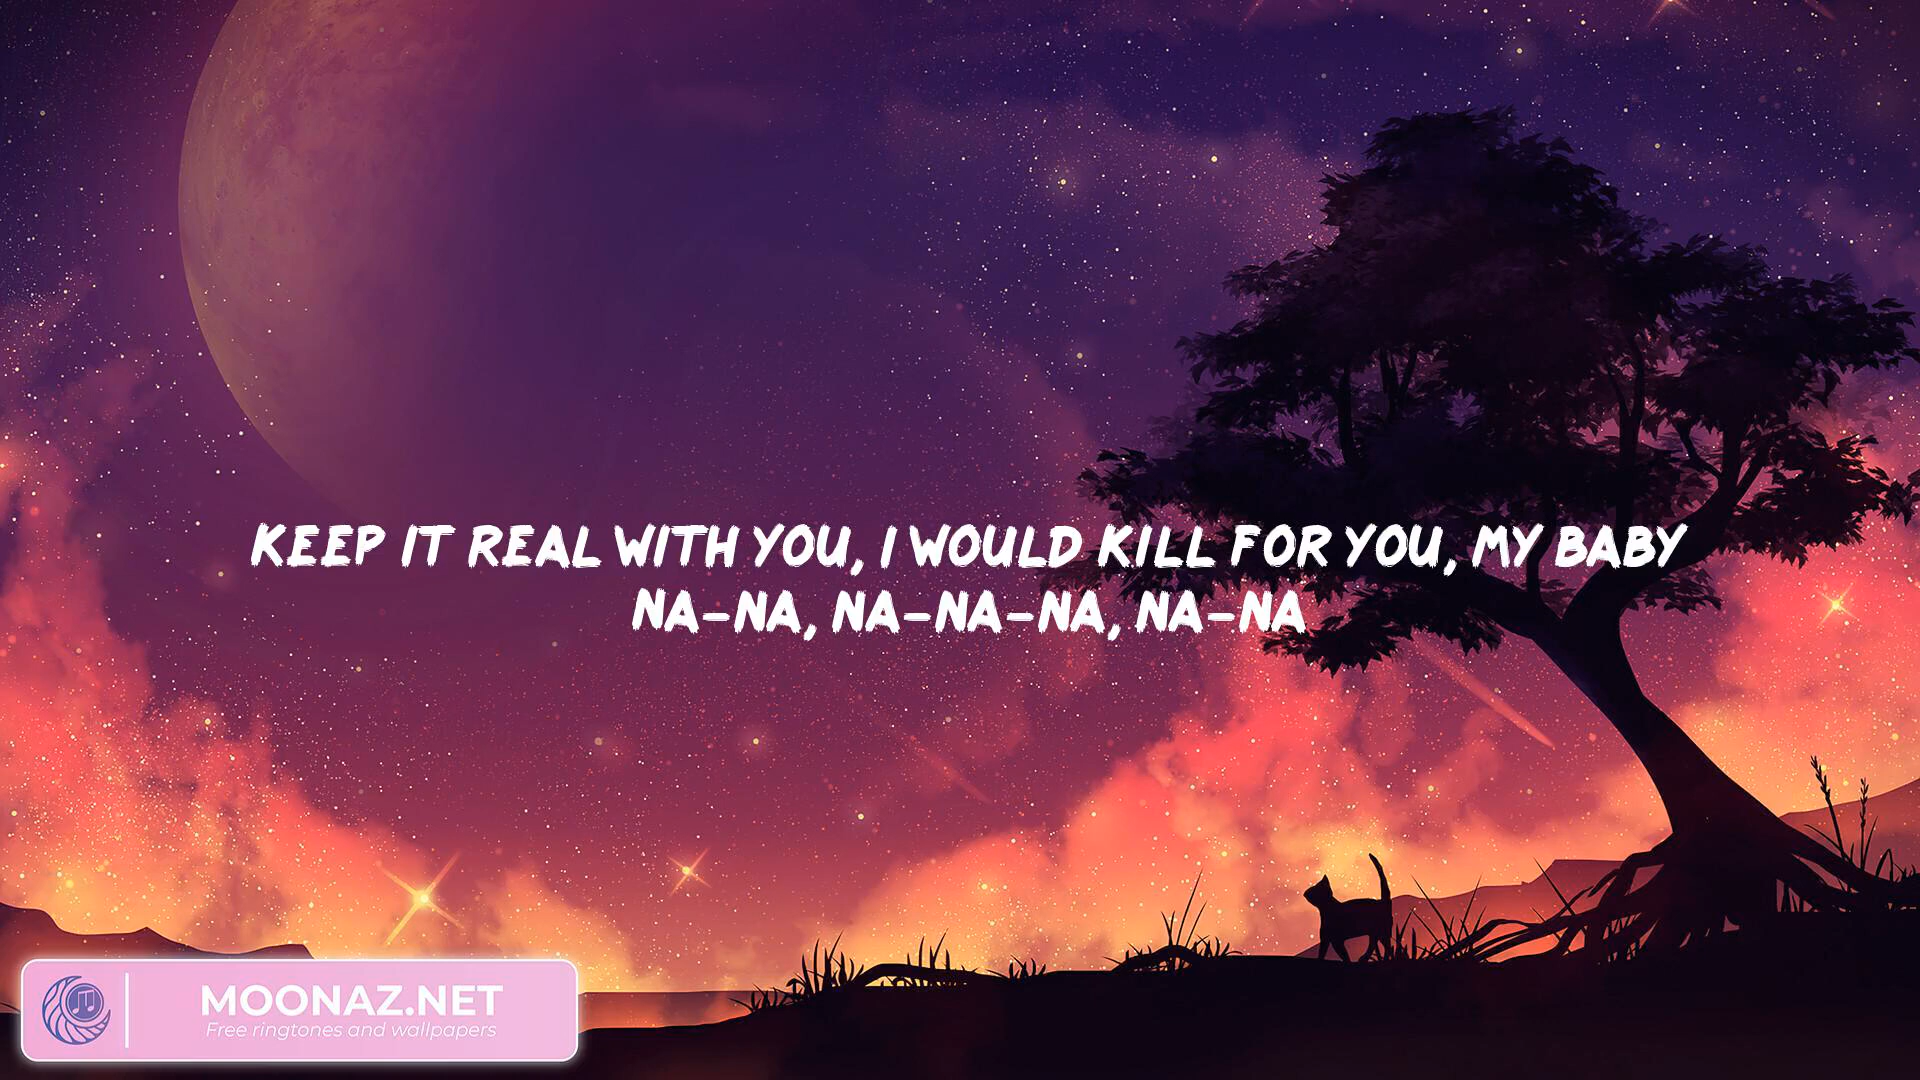 KEEP IT REAL WITH YOU, I WOULD KILL FOR YOU, MY BABY
NA-NA, NA-NA-NA, NA-NA
MOONAZ.NET
Free ringtones and wallpapers